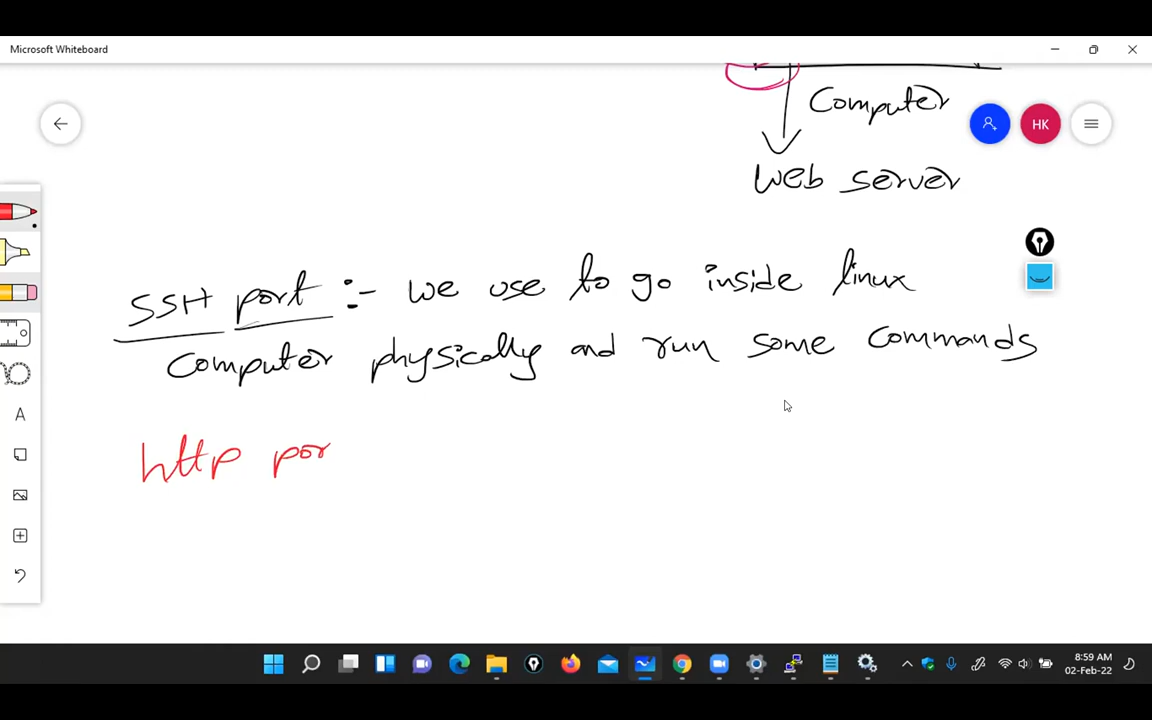 Microsoft Whiteboard
Computer
HK
Web server
SSH port :- we use to go inside linux
Computer physically and run some commands
http por
A
8:59 AM
02-Feb-22